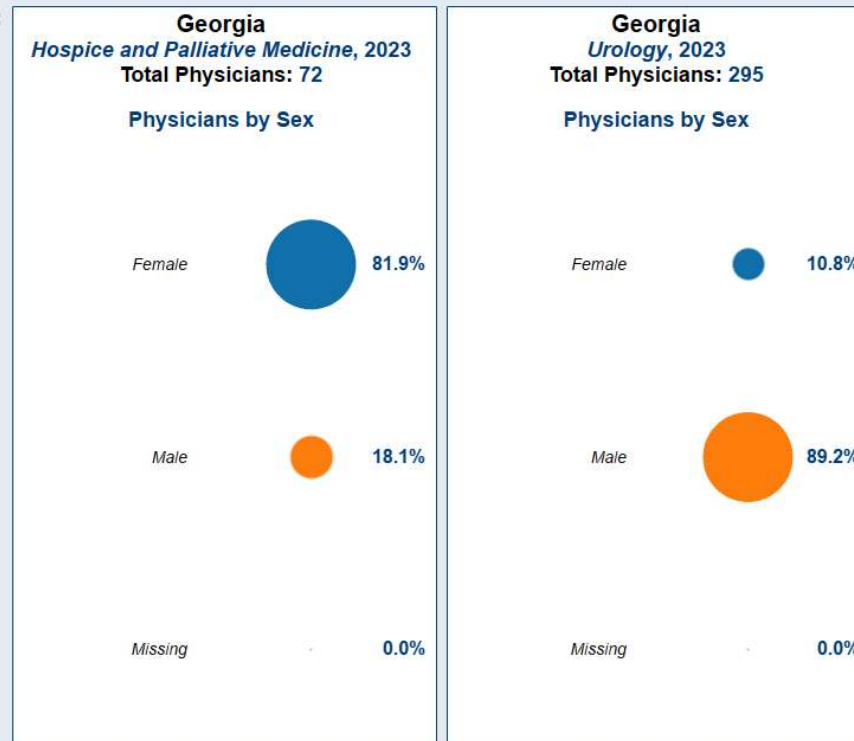 Georgia
Hospice and Palliative Medicine, 2023
Total Physicians: 72
Physicians by Sex
Female 81.9%
Male 18.1%
Missing 0.0%
Georgia
Urology, 2023
Total Physicians: 295
Physicians by Sex
Female 10.8%
Male 89.2%
Missing 0.0%